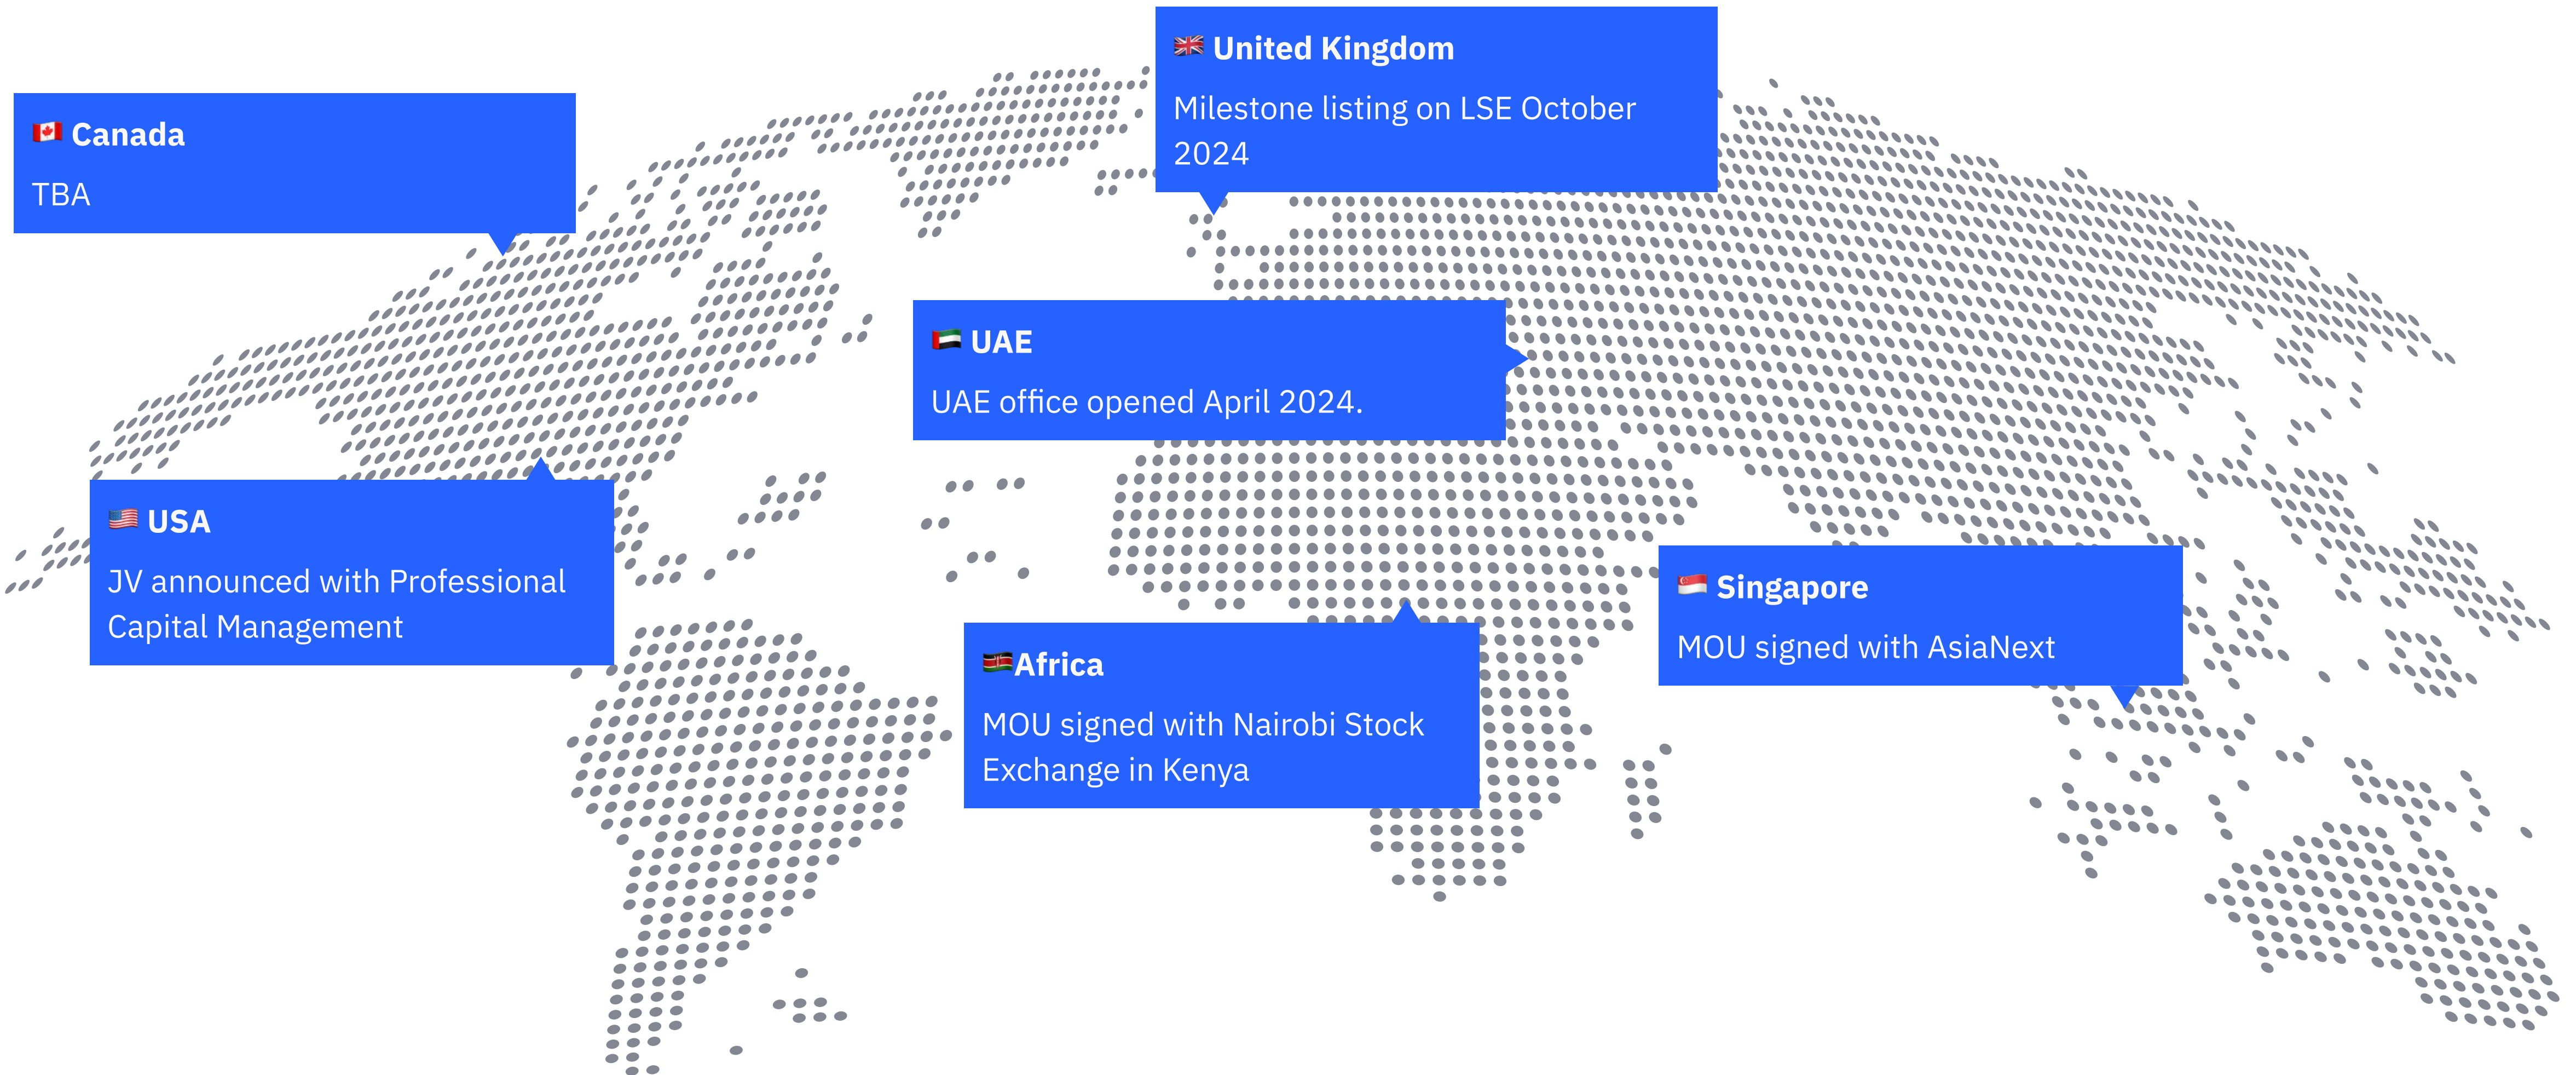 United Kingdom
Milestone listing on LSE October
2024
Canada
TBA
UAE
UAE office opened April 2024.
USA
JV announced with Professional
Capital Management
Singapore
MOU signed with AsiaNext
Africa
MOU signed with Nairobi Stock
Exchange in Kenya